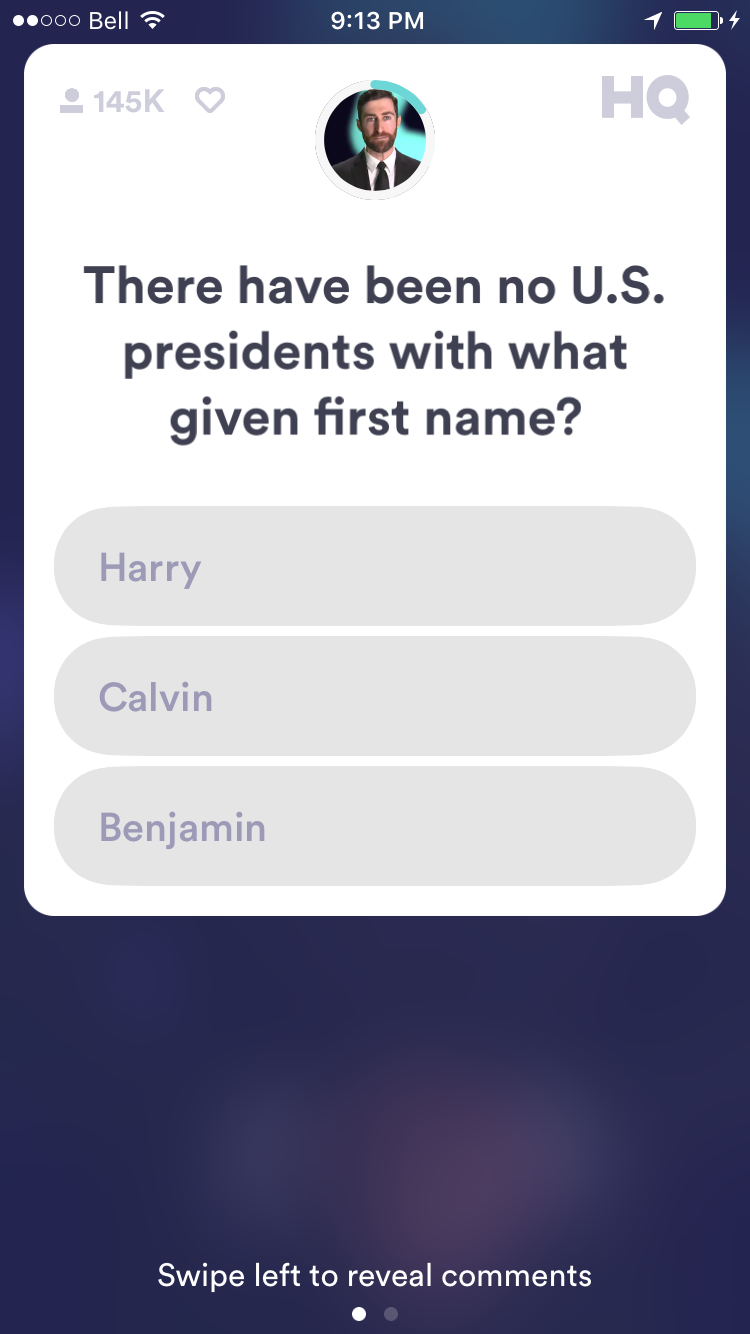 Bell 9:13 PM
145K HQ
There have been no U.S.
presidents with what
given first name?
Harry
Calvin
Benjamin
Swipe left to reveal comments